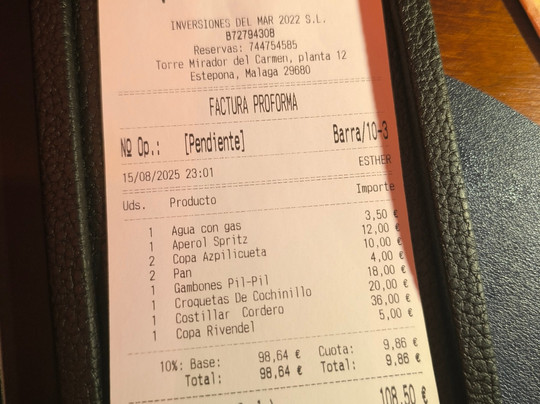 INVERSIONES DEL MAR 2022 S.L.
B72794308
Reservas: 744754585
Torre Mirador del Carmen, planta 12
Estepona, Malaga 29680
FACTURA PROFORMA
Nº Op.: [Pendiente] Barra/10-3
15/08/2025 23:01 ESTHER
Uds. Producto Importe
1 Agua con gas 3,50 €
1 Aperol Spritz 12,00 €
2 Copa Azpilicueta 10,00 €
2 Pan 4,00 €
1 Gambones Pil-Pil 18,00 €
1 Croquetas De Cochinillo 20,00 €
1 Costillar Cordero 36,00 €
1 Copa Rivendel 5,00 €
10%: Base: 98,64 € Cuota: 9,86 €
Total: 98,64 € Total: 9,86 €
108,50 €